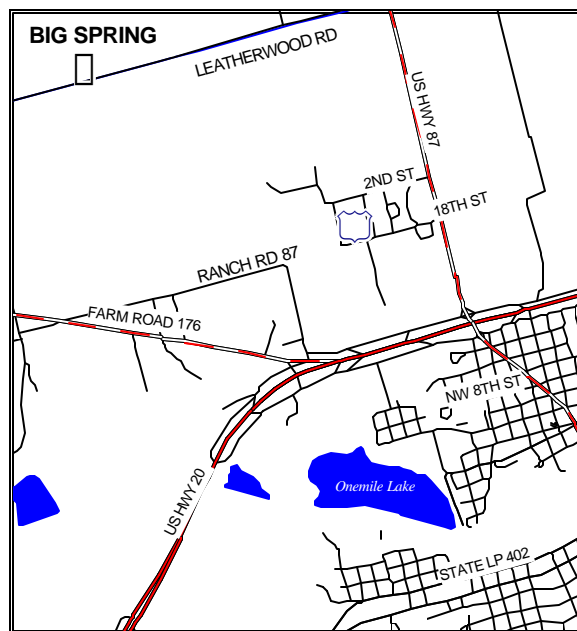 BIG SPRING
LEATHERWOOD RD
US HWY 87
2ND ST
18TH ST
RANCH RD 87
FARM ROAD 176
NW 8TH ST
Onemile Lake
US HWY 20
STATE LP 402